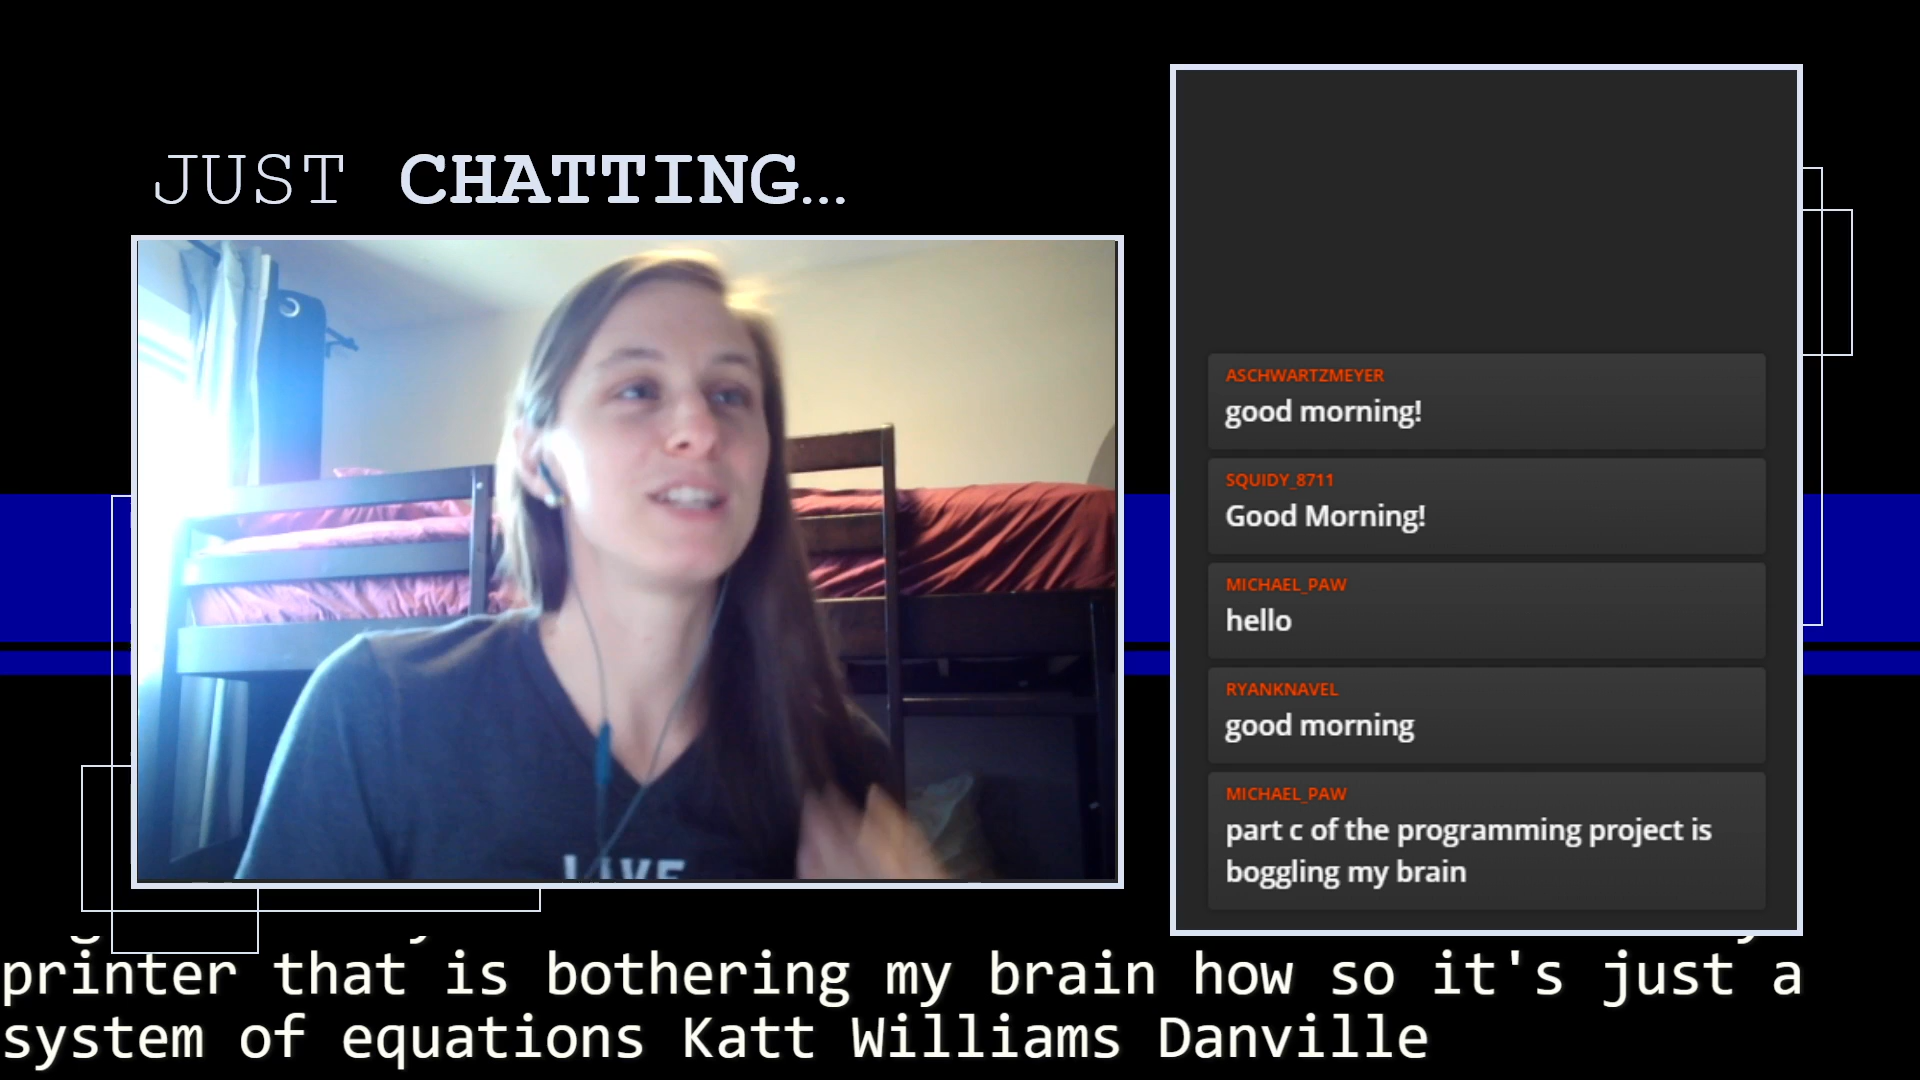 JUST CHATTING...
ASCHWARTZMEYER
good morning!
SQUIDY_8711
Good Morning!
MICHAEL_PAW
hello
RYANKNAVEL
good morning
MICHAEL_PAW
part c of the programming project is
boggling my brain
LIVE
printer that is bothering my brain how so it's just a
system of equations Katt Williams Danville